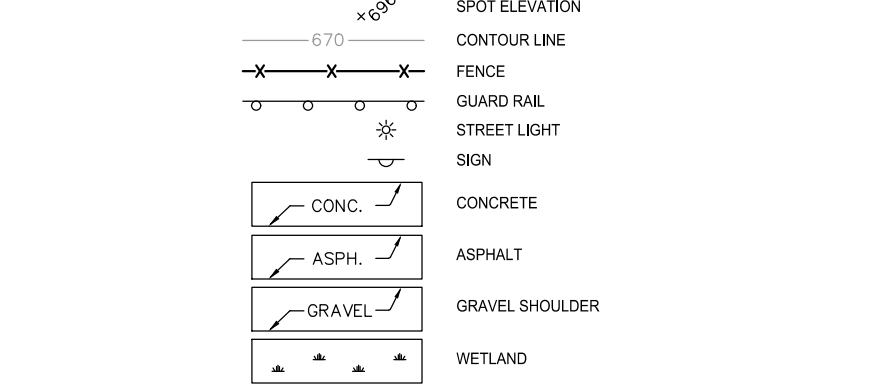 ×690 SPOT ELEVATION
670 CONTOUR LINE
X X X FENCE
GUARD RAIL
STREET LIGHT
SIGN
CONC. CONCRETE
ASPH. ASPHALT
GRAVEL GRAVEL SHOULDER
WETLAND